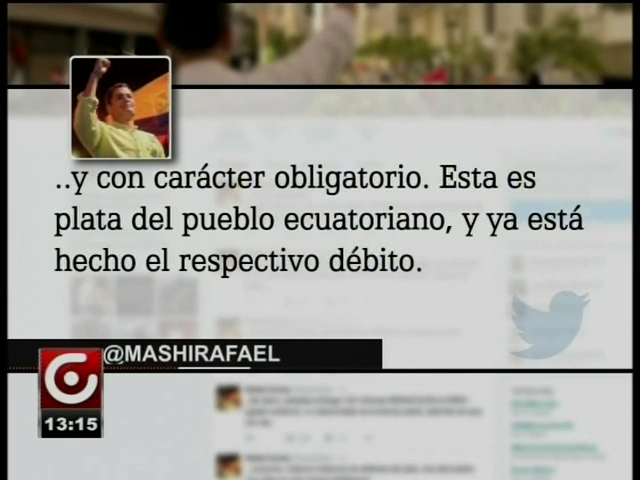 ..y con carácter obligatorio. Esta es
plata del pueblo ecuatoriano, y ya está
hecho el respectivo débito.
@MASHIRAFAEL
13:15